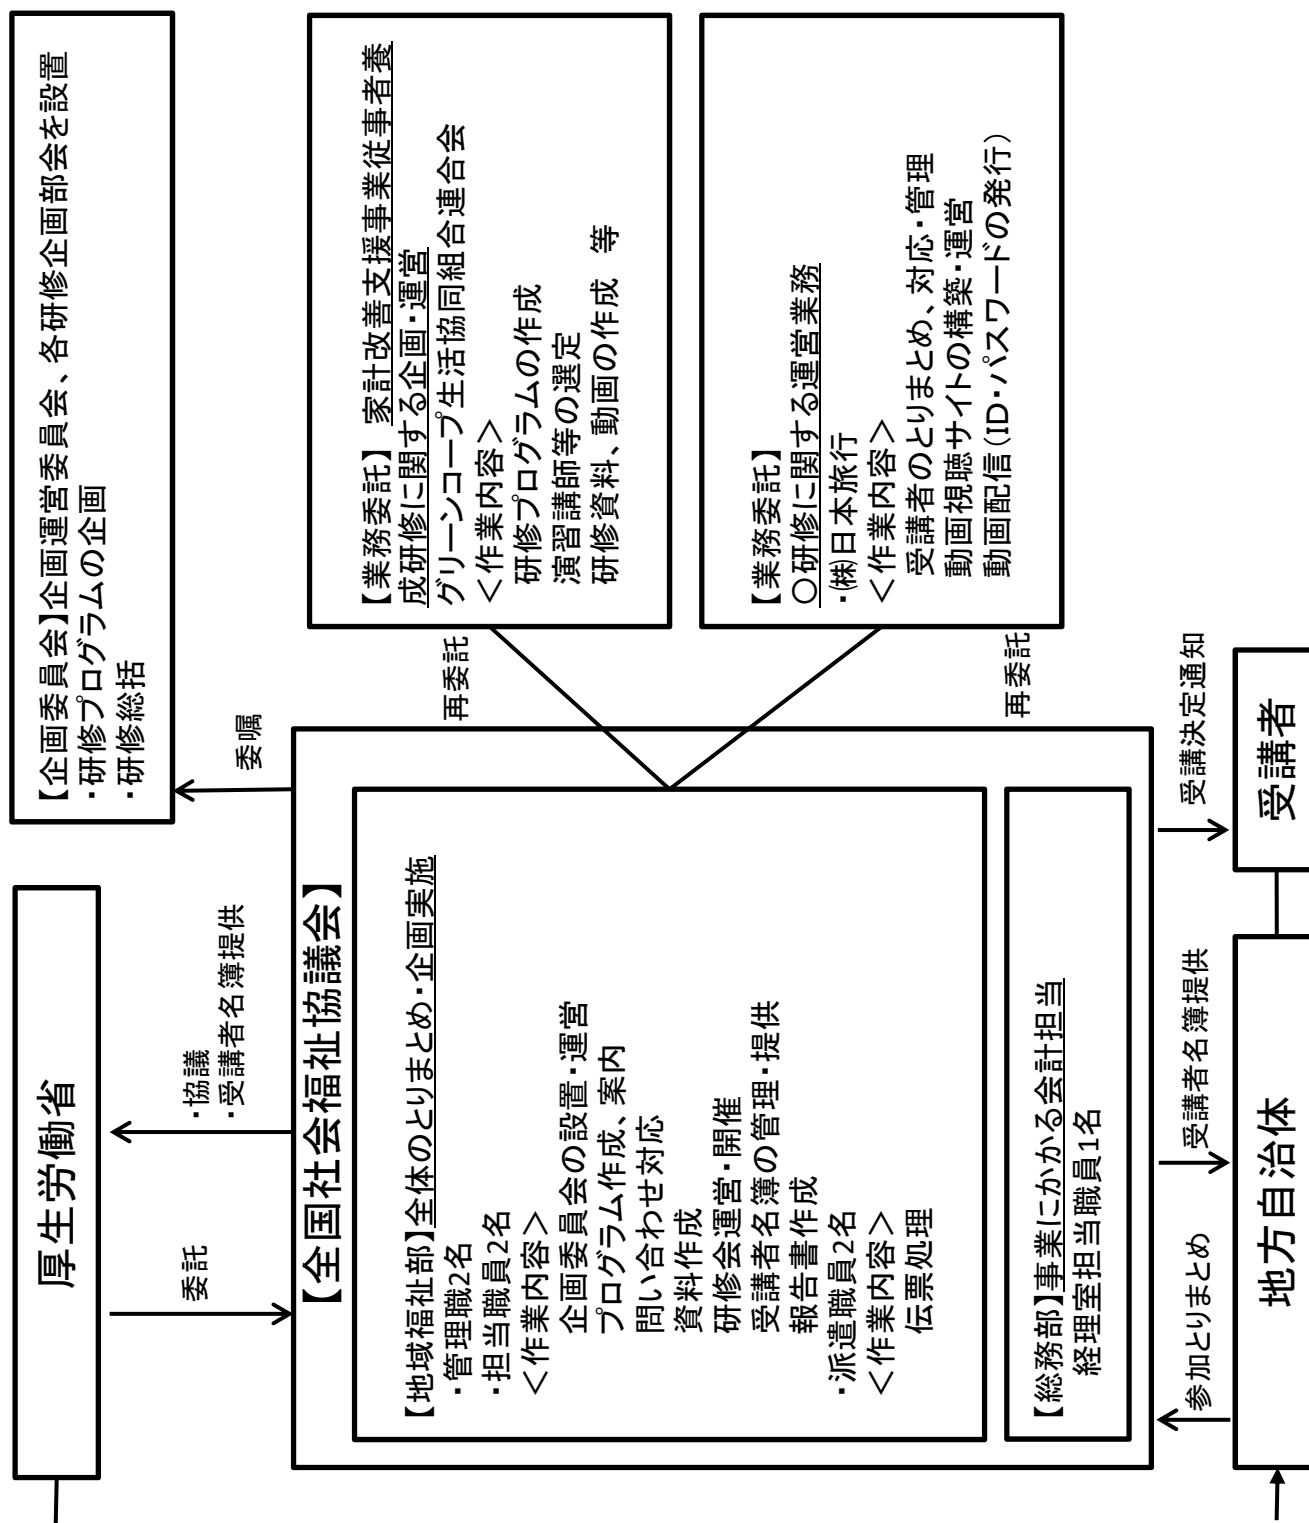 厚生労働省
委託
・協議
・受講者名簿提供
【企画委員会】企画運営委員会、各研修企画部会を設置
・研修プログラムの企画
・研修総括
委嘱
【全国社会福祉協議会】
【地域福祉部】全体のとりまとめ・企画実施
・管理職2名
・担当職員2名
＜作業内容＞
企画委員会の設置・運営
プログラム作成、案内
問い合わせ対応
資料作成
研修会運営・開催
受講者名簿の管理・提供
報告書作成
・派遣職員2名
＜作業内容＞
伝票処理
【総務部】事業にかかる会計担当
経理室担当職員1名
再委託
【業務委託】　家計改善支援事業従事者養
成研修に関する企画・運営
グリーンコープ生活協同組合連合会
＜作業内容＞
研修プログラムの作成
演習講師等の選定
研修資料、動画の作成　等
再委託
【業務委託】
○研修に関する運営業務
・㈱日本旅行
＜作業内容＞
受講者のとりまとめ、対応・管理
動画視聴サイトの構築・運営
動画配信（ID・パスワードの発行）
参加とりまとめ
受講者名簿提供
受講決定通知
地方自治体
受講者